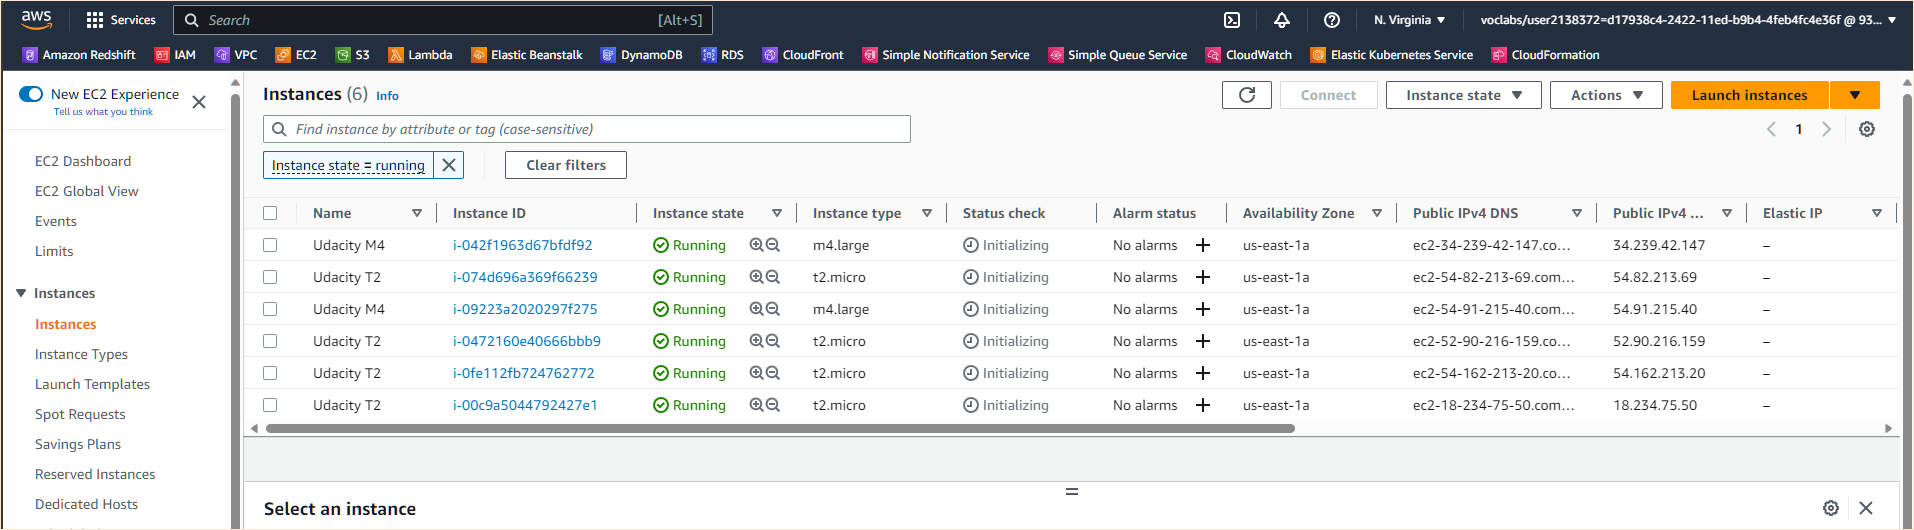 aws Services Search [Alt+S] N. Virginia voclabs/user2138372=d17938c4-2422-11ed-b9b4-4feb4fc4e36f @ 93...
Amazon Redshift IAM VPC EC2 S3 Lambda Elastic Beanstalk DynamoDB RDS CloudFront Simple Notification Service Simple Queue Service CloudWatch Elastic Kubernetes Service CloudFormation
New EC2 Experience
Tell us what you think
EC2 Dashboard
EC2 Global View
Events
Limits
Instances
Instances
Instance Types
Launch Templates
Spot Requests
Savings Plans
Reserved Instances
Dedicated Hosts
Instances (6) Info Connect Instance state Actions Launch instances
Find instance by attribute or tag (case-sensitive) 1
Instance state = running Clear filters
Name Instance ID Instance state Instance type Status check Alarm status Availability Zone Public IPv4 DNS Public IPv4 ... Elastic IP
Udacity M4 i-042f1963d67bfdf92 Running m4.large Initializing No alarms + us-east-1a ec2-34-239-42-147.co... 34.239.42.147 –
Udacity T2 i-074d696a369f66239 Running t2.micro Initializing No alarms + us-east-1a ec2-54-82-213-69.com... 54.82.213.69 –
Udacity M4 i-09223a2020297f275 Running m4.large Initializing No alarms + us-east-1a ec2-54-91-215-40.com... 54.91.215.40 –
Udacity T2 i-0472160e40666bbb9 Running t2.micro Initializing No alarms + us-east-1a ec2-52-90-216-159.co... 52.90.216.159 –
Udacity T2 i-0fe112fb724762772 Running t2.micro Initializing No alarms + us-east-1a ec2-54-162-213-20.co... 54.162.213.20 –
Udacity T2 i-00c9a5044792427e1 Running t2.micro Initializing No alarms + us-east-1a ec2-18-234-75-50.com... 18.234.75.50 –
Select an instance